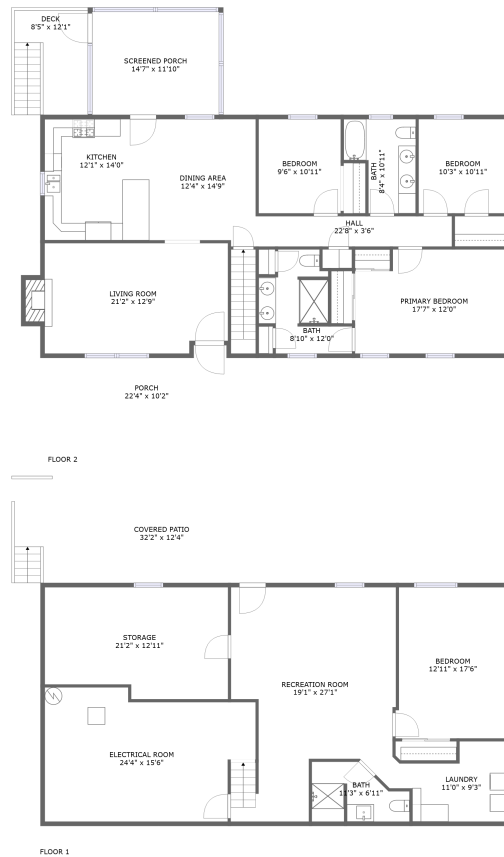 DECK
8'5" x 12'1"
SCREENED PORCH
14'7" x 11'10"
KITCHEN
12'1" x 14'0"
DINING AREA
12'4" x 14'9"
BEDROOM
9'6" x 10'11"
BATH
8'4" x 10'11"
BEDROOM
10'3" x 10'11"
HALL
22'8" x 3'6"
LIVING ROOM
21'2" x 12'9"
PRIMARY BEDROOM
17'7" x 12'0"
BATH
8'10" x 12'0"
PORCH
22'4" x 10'2"
FLOOR 2
COVERED PATIO
32'2" x 12'4"
STORAGE
21'2" x 12'11"
RECREATION ROOM
19'1" x 27'1"
BEDROOM
12'11" x 17'6"
ELECTRICAL ROOM
24'4" x 15'6"
BATH
11'3" x 6'11"
LAUNDRY
11'0" x 9'3"
FLOOR 1